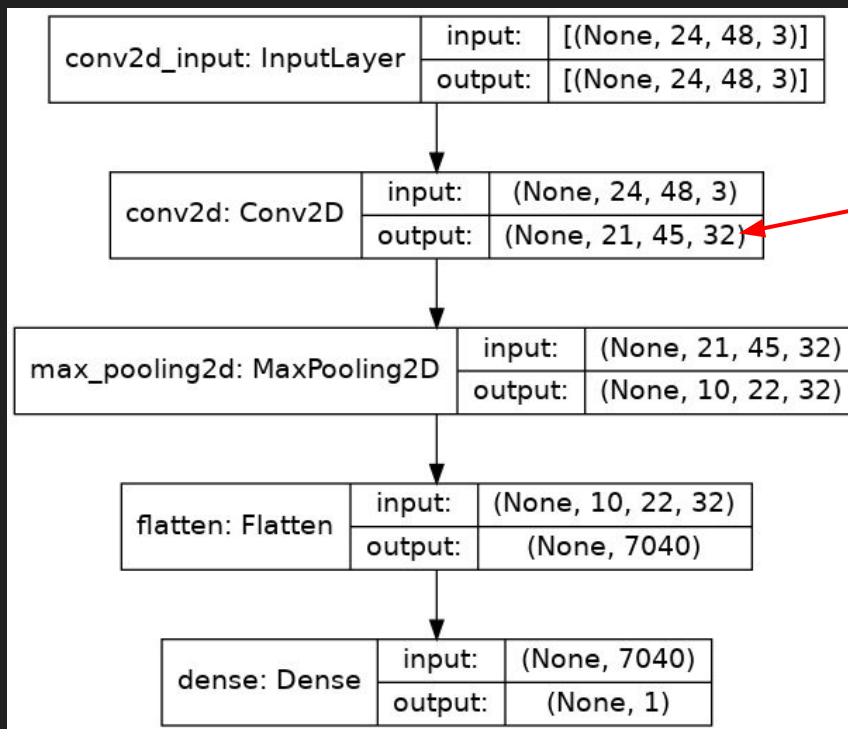 conv2d_input: InputLayer
input: [(None, 24, 48, 3)]
output: [(None, 24, 48, 3)]
conv2d: Conv2D
input: (None, 24, 48, 3)
output: (None, 21, 45, 32)
max_pooling2d: MaxPooling2D
input: (None, 21, 45, 32)
output: (None, 10, 22, 32)
flatten: Flatten
input: (None, 10, 22, 32)
output: (None, 7040)
dense: Dense
input: (None, 7040)
output: (None, 1)